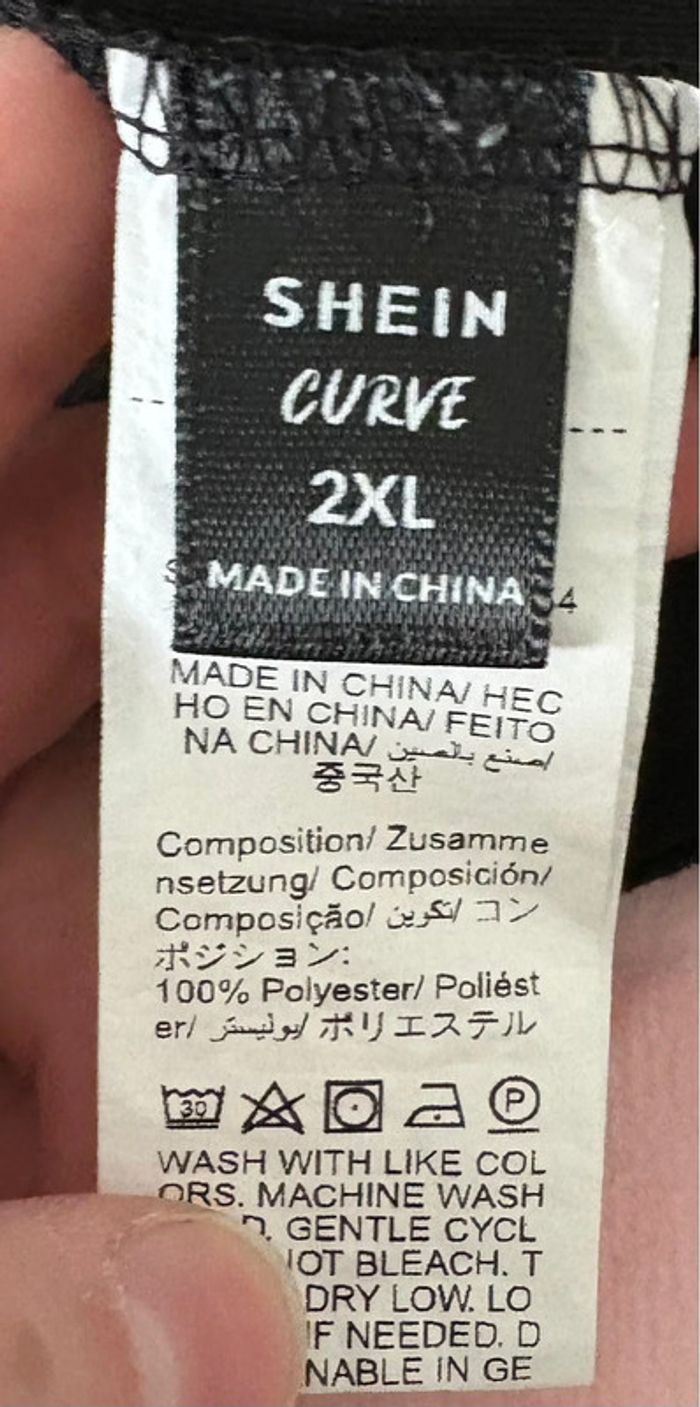 SHEIN
CURVE
2XL
MADE IN CHINA
MADE IN CHINA/ HEC
HO EN CHINA/ FEITO
NA CHINA/ صنع بالصين/
중국산
Composition/ Zusamme
nsetzung/ Composición/
Composição/ تكوين/ コン
ポジション:
100% Polyester/ Poliést
er/ بوليستر/ ポリエステル
30 P
WASH WITH LIKE COL
ORS. MACHINE WASH
GENTLE CYCL
BLEACH. T
DRY LOW. LO
IF NEEDED. D
IN GE